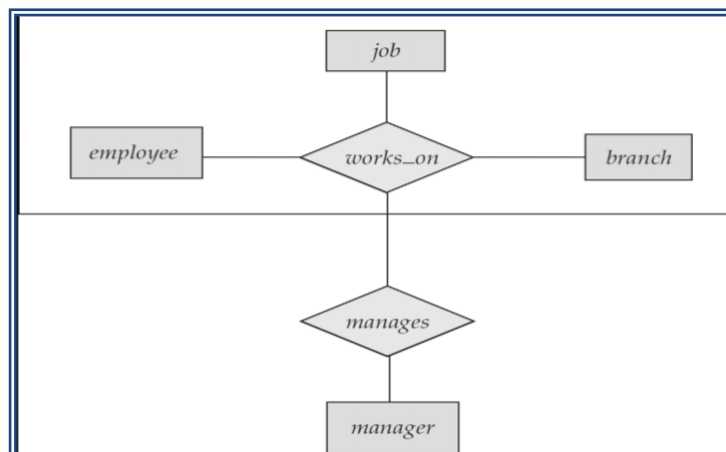 job
employee
works_on
branch
manages
manager